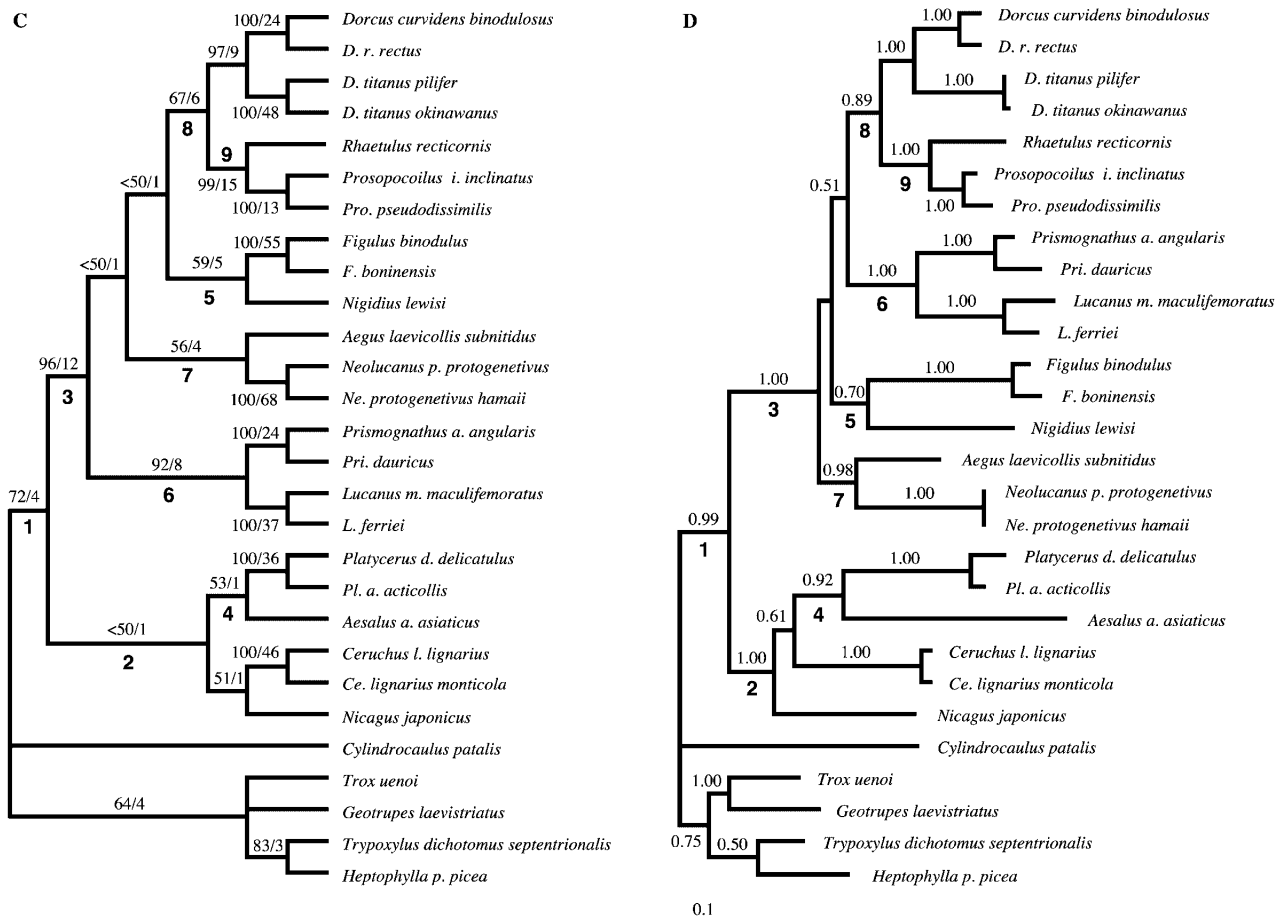 C
100/24
Dorcus curvidens binodulosus
97/9
D. r. rectus
D. titanus pilifer
67/6
100/48
D. titanus okinawanus
8
9
Rhaetulus recticornis
<50/1
99/15
Prosopocoilus i. inclinatus
100/13
Pro. pseudodissimilis
100/55
Figulus binodulus
<50/1
59/5
F. boninensis
5
Nigidius lewisi
Aegus laevicollis subnitidus
56/4
96/12
7
Neolucanus p. protogenetivus
3
100/68
Ne. protogenetivus hamaii
100/24
Prismognathus a. angularis
92/8
Pri. dauricus
72/4
6
Lucanus m. maculifemoratus
1
100/37
L. ferriei
100/36
Platycerus d. delicatulus
53/1
Pl. a. acticollis
4
Aesalus a. asiaticus
<50/1
2
100/46
Ceruchus l. lignarius
51/1
Ce. lignarius monticola
Nicagus japonicus
Cylindrocaulus patalis
Trox uenoi
64/4
Geotrupes laevistriatus
83/3
Trypoxylus dichotomus septentrionalis
Heptophylla p. picea
D
1.00
Dorcus curvidens binodulosus
1.00
D. r. rectus
1.00
D. titanus pilifer
0.89
D. titanus okinawanus
8
1.00
Rhaetulus recticornis
9
Prosopocoilus i. inclinatus
0.51
1.00
Pro. pseudodissimilis
1.00
Prismognathus a. angularis
1.00
Pri. dauricus
6
1.00
Lucanus m. maculifemoratus
L. ferriei
1.00
Figulus binodulus
1.00
0.70
F. boninensis
3
5
Nigidius lewisi
0.98
Aegus laevicollis subnitidus
7
1.00
Neolucanus p. protogenetivus
0.99
Ne. protogenetivus hamaii
1
1.00
Platycerus d. delicatulus
0.92
Pl. a. acticollis
0.61
4
Aesalus a. asiaticus
1.00
1.00
Ceruchus l. lignarius
2
Ce. lignarius monticola
Nicagus japonicus
Cylindrocaulus patalis
1.00
Trox uenoi
Geotrupes laevistriatus
0.75
0.50
Trypoxylus dichotomus septentrionalis
Heptophylla p. picea
0.1